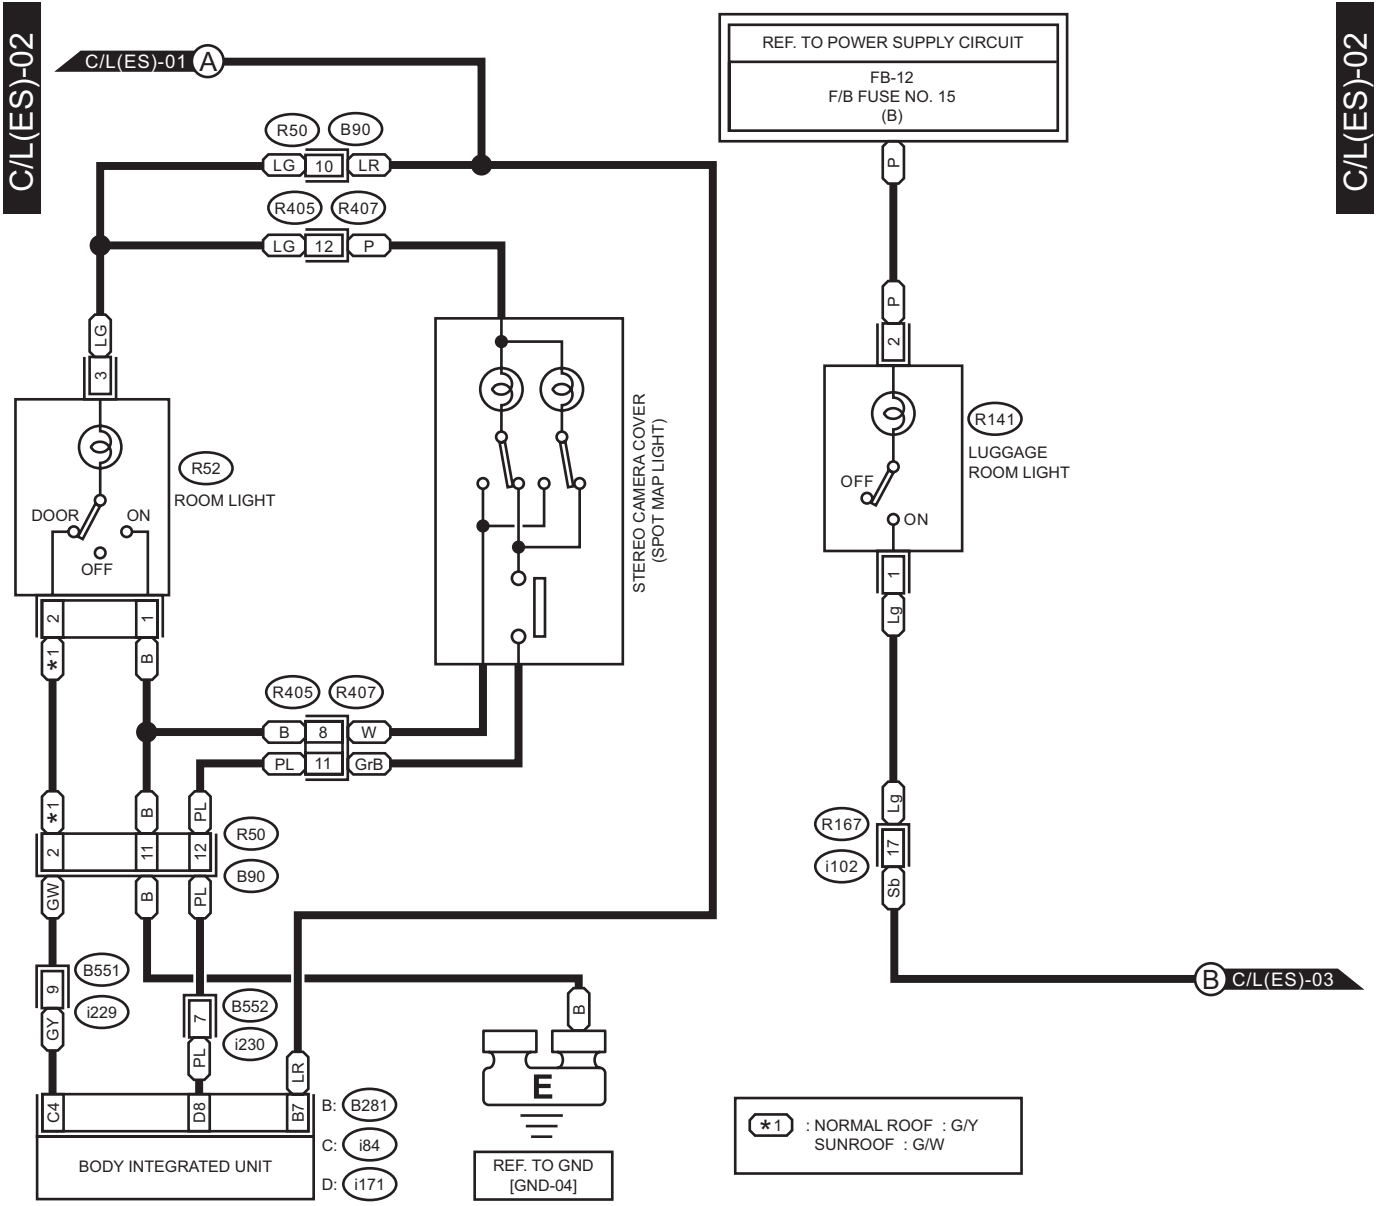 C/L(ES)-02
C/L(ES)-02
C/L(ES)-01 A
REF. TO POWER SUPPLY CIRCUIT
FB-12
F/B FUSE NO. 15
(B)
R50 B90
LG 10 LR
P
R405 R407
LG 12 P
P
LG
2
3
R141
LUGGAGE
ROOM LIGHT
STEREO CAMERA COVER
(SPOT MAP LIGHT)
R52
ROOM LIGHT
OFF
DOOR ON
ON
OFF
1
2 1
Lg
*1 B
R405 R407
B 8 W
PL 11 GrB
*1 B PL
Lg
R167
R50
2 11 12
17
i102
B90
GW B PL
Sb
B551
9
B C/L(ES)-03
i229
B552
7
B
GY
i230
PL LR
E
C4 D8 B7
B: B281
*1 : NORMAL ROOF : G/Y
SUNROOF : G/W
C: i84
BODY INTEGRATED UNIT
REF. TO GND
[GND-04]
D: i171